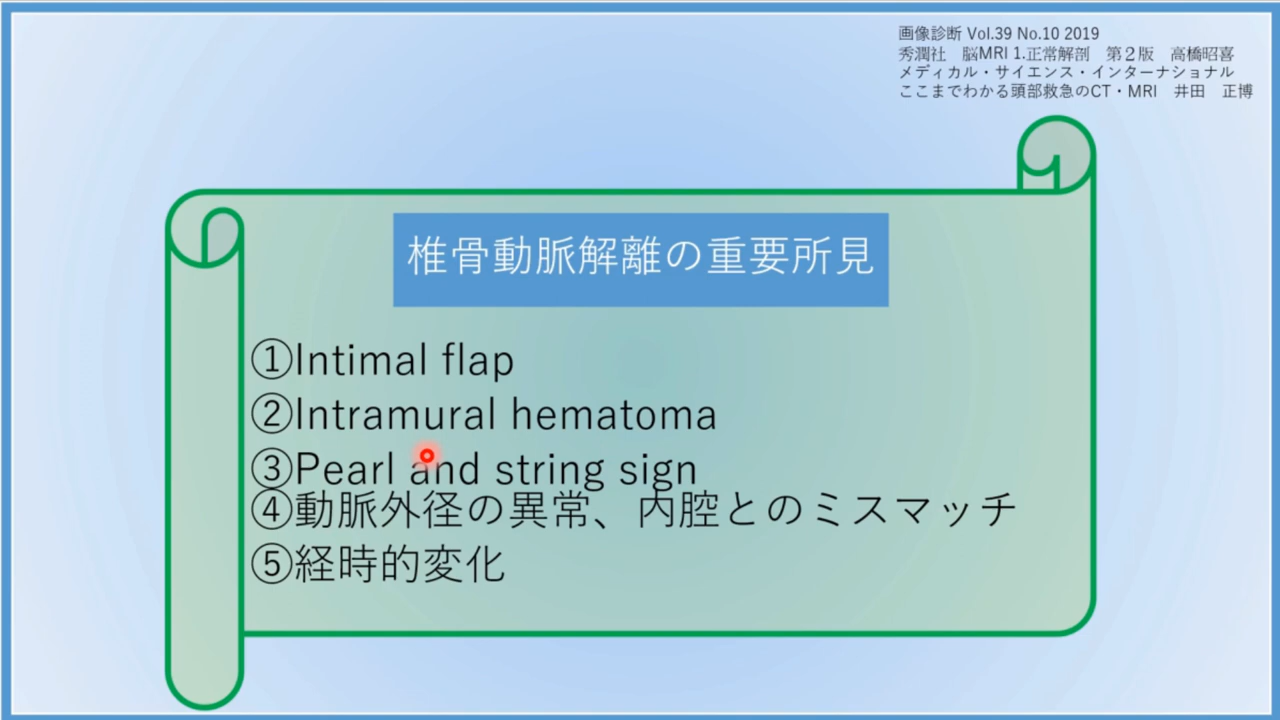 画像診断 Vol.39 No.10 2019
秀潤社　脳MRI 1.正常解剖　第２版　高橋昭喜
メディカル・サイエンス・インターナショナル
ここまでわかる頭部救急のCT・MRI　井田　正博
椎骨動脈解離の重要所見
①Intimal flap
②Intramural hematoma
③Pearl and string sign
④動脈外径の異常、内腔とのミスマッチ
⑤経時的変化